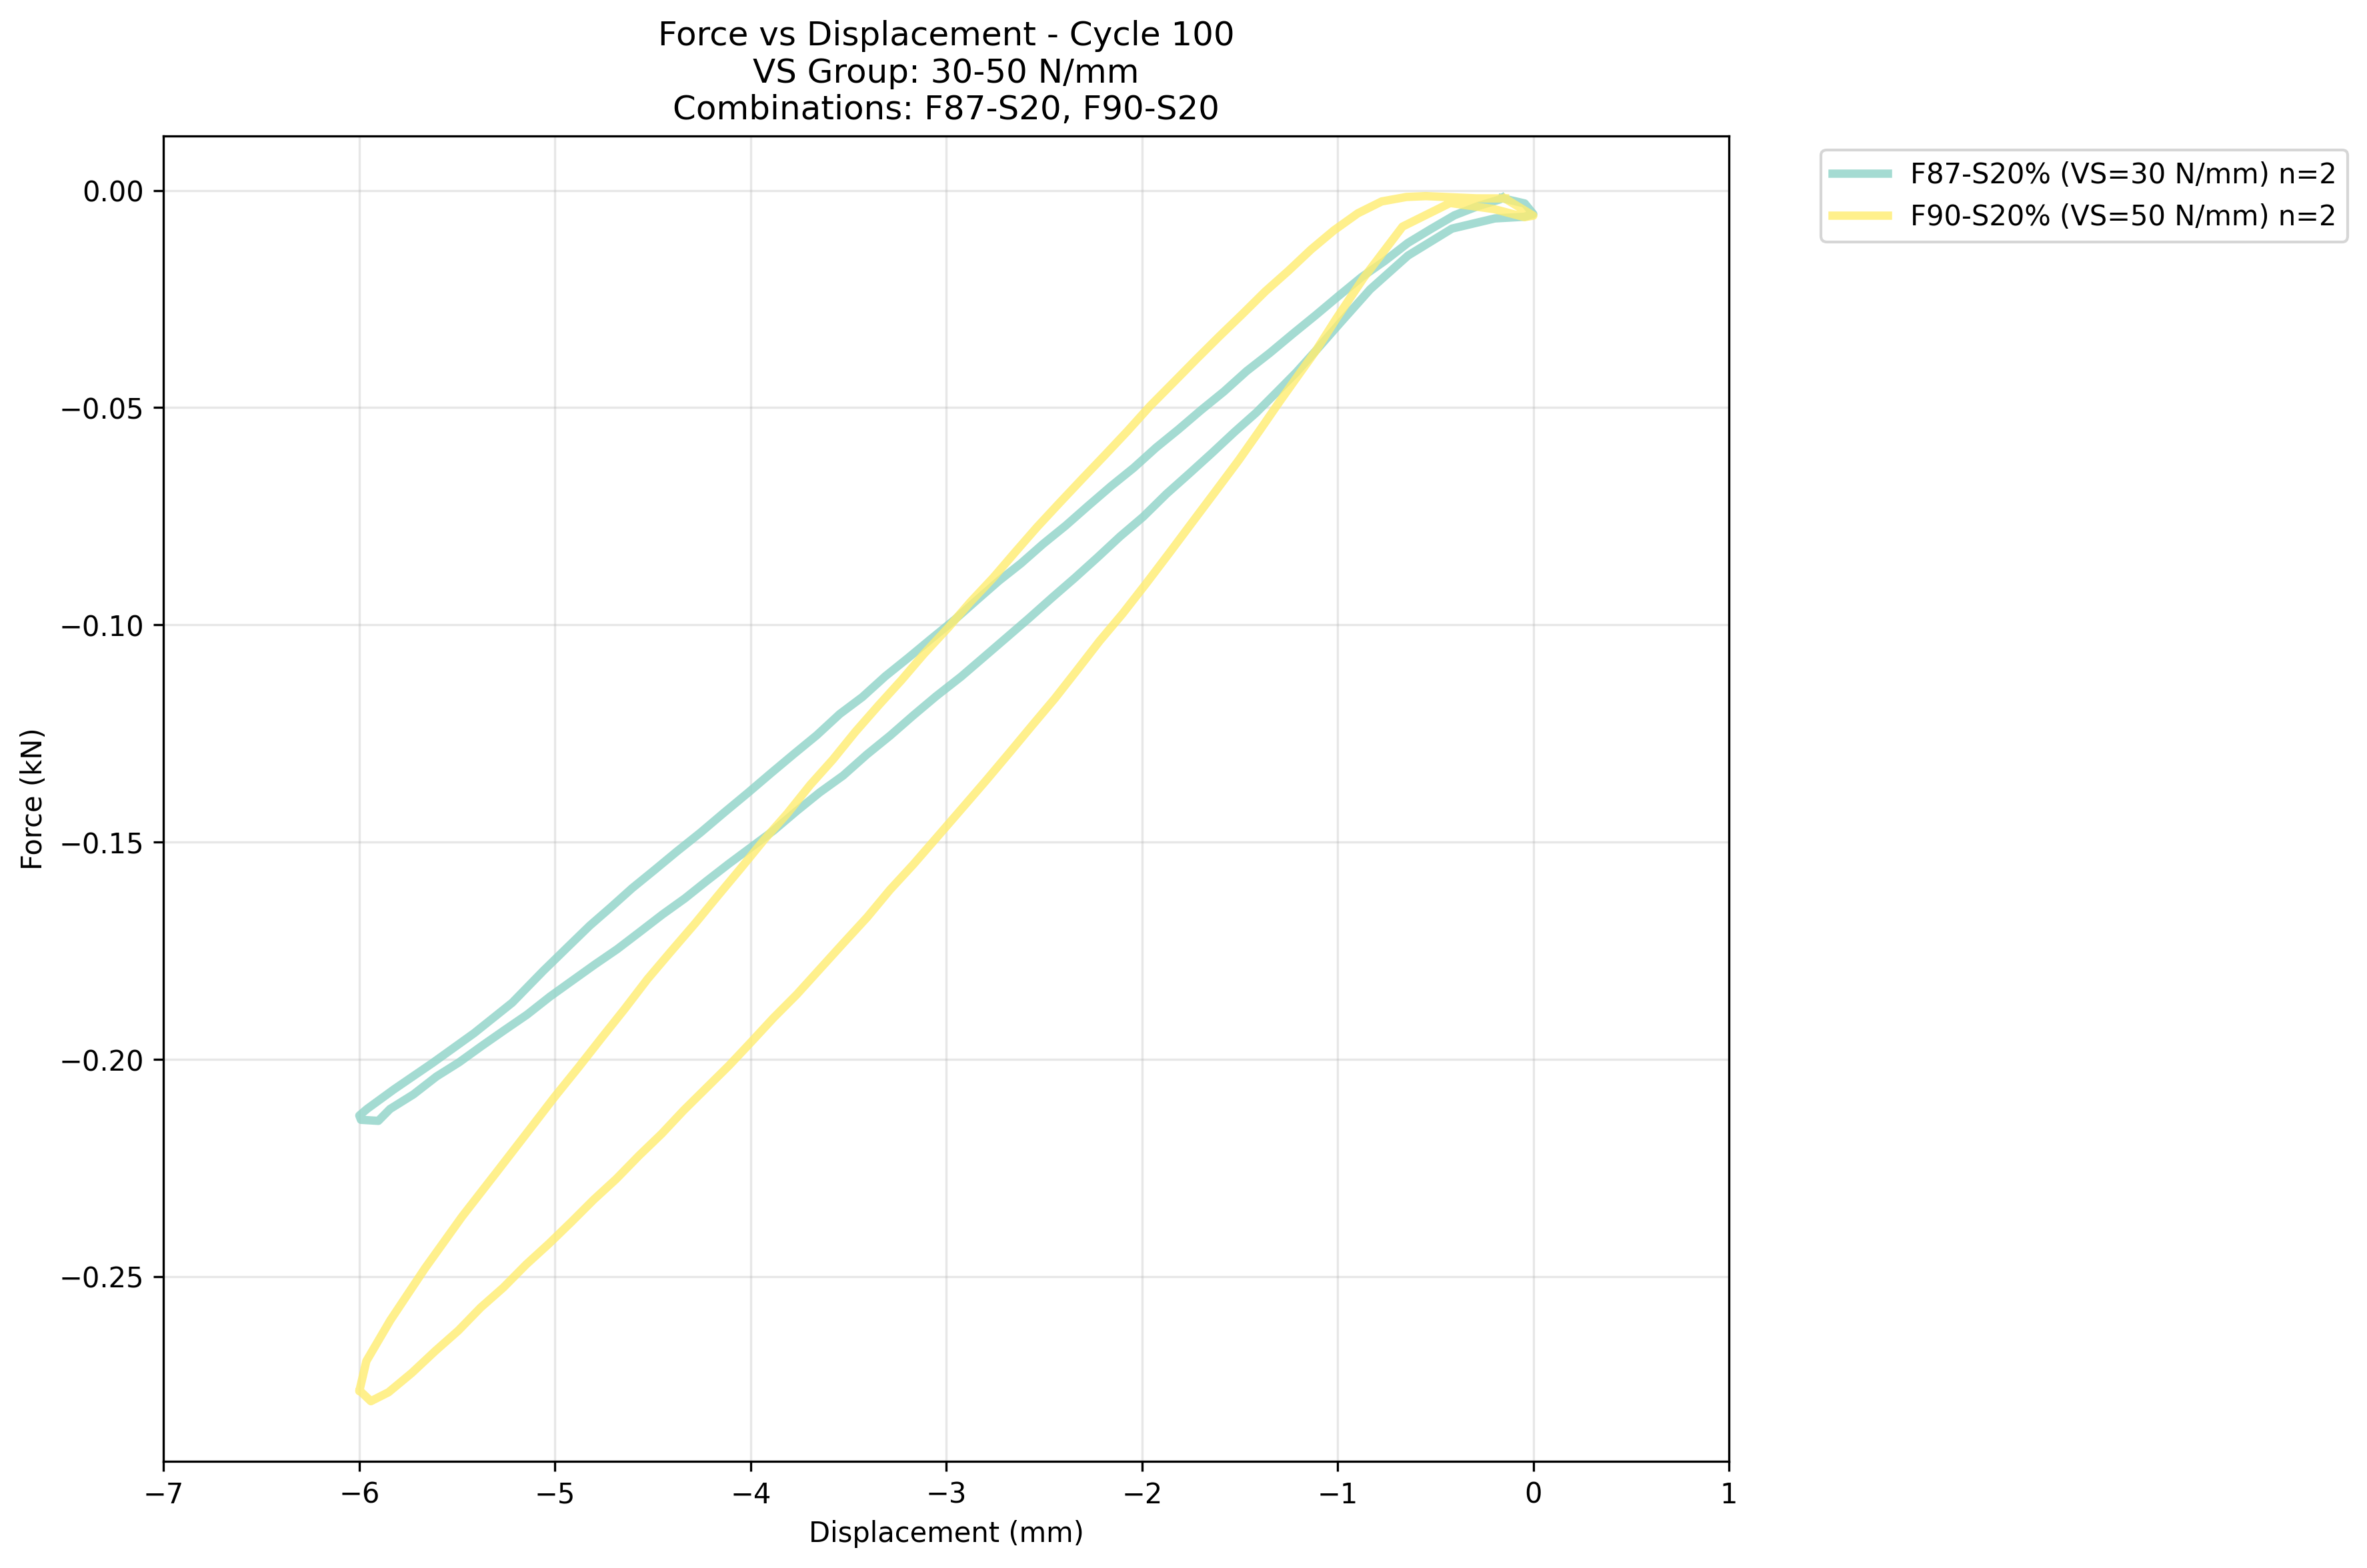 Force vs Displacement - Cycle 100
VS Group: 30-50 N/mm
Combinations: F87-S20, F90-S20
F87-S20% (VS=30 N/mm) n=2
F90-S20% (VS=50 N/mm) n=2
Force (kN)
0.00
−0.05
−0.10
−0.15
−0.20
−0.25
−7
−6
−5
−4
−3
−2
−1
0
1
Displacement (mm)